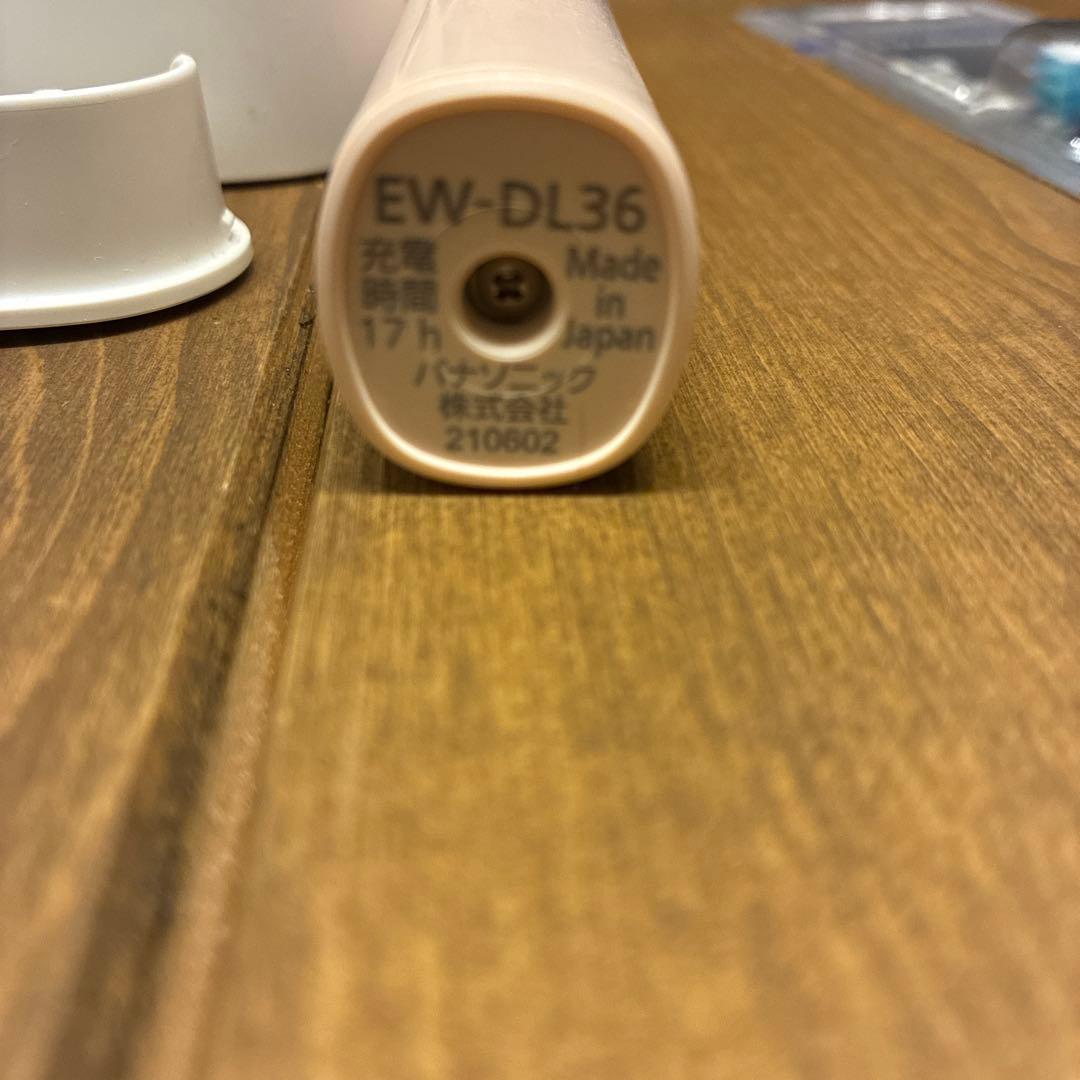 EW-DL36
充電
時間
17 h
Made
in
Japan
パナソニック
株式会社
210602